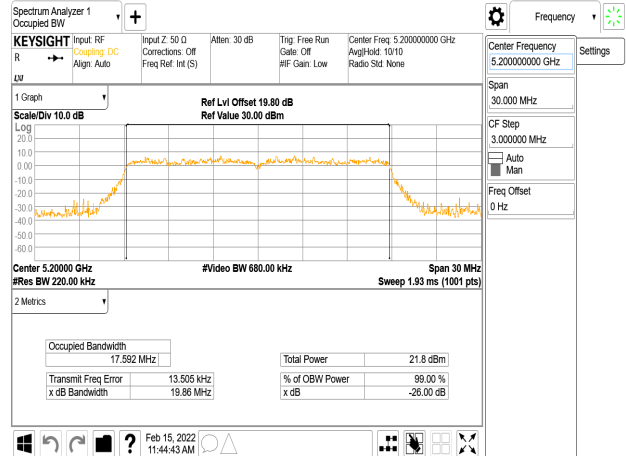 Spectrum Analyzer 1
Occupied BW
Frequency
KEYSIGHT
R
Input: RF
Coupling: DC
Align: Auto
Input Z: 50 Ω
Corrections: Off
Freq Ref: Int (S)
Atten: 30 dB
Trig: Free Run
Gate: Off
#IF Gain: Low
Center Freq: 5.200000000 GHz
Avg|Hold: 10/10
Radio Std: None
Center Frequency
5.200000000 GHz
Settings
Span
30.000 MHz
CF Step
3.000000 MHz
Auto
Man
Freq Offset
0 Hz
1 Graph
Scale/Div 10.0 dB
Ref Lvl Offset 19.80 dB
Ref Value 30.00 dBm
Log
20.0
10.0
0.00
-10.0
-20.0
-30.0
-40.0
-50.0
-60.0
Center 5.20000 GHz
#Video BW 680.00 kHz
Span 30 MHz
#Res BW 220.00 kHz
Sweep 1.93 ms (1001 pts)
2 Metrics
Occupied Bandwidth
17.592 MHz
Total Power 21.8 dBm
Transmit Freq Error 13.505 kHz
% of OBW Power 99.00 %
x dB Bandwidth 19.86 MHz
x dB -26.00 dB
?
Feb 15, 2022
11:44:43 AM